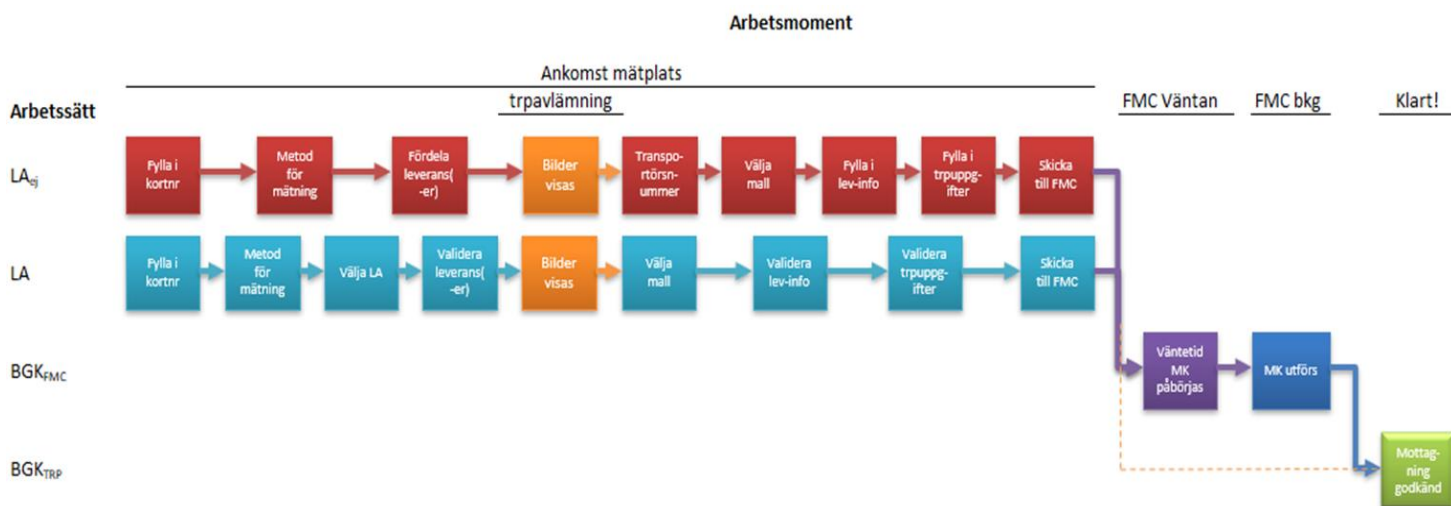 Arbetsmoment
Ankomst mätplats
Arbetssätt
trpavlämning
FMC Väntan
FMC bkg
Klart!
LAej
Fylla i
kortnr
Metod
för
mätning
Fördela
leverans(
-er)
Bilder
visas
Transpo-
rtörsn-
ummer
Välja
mall
Fylla i
lev-info
Fylla i
trpuppg-
ifter
Skicka
till FMC
LA
Fylla i
kortnr
Metod
för
mätning
Välja LA
Validera
leverans(
-er)
Bilder
visas
Välja
mall
Validera
lev-info
Validera
trpuppg-
ifter
Skicka
till FMC
BGKFMC
Väntetid
MK
påbörjas
MK utförs
BGKTRP
Mottag-
ning
godkänd